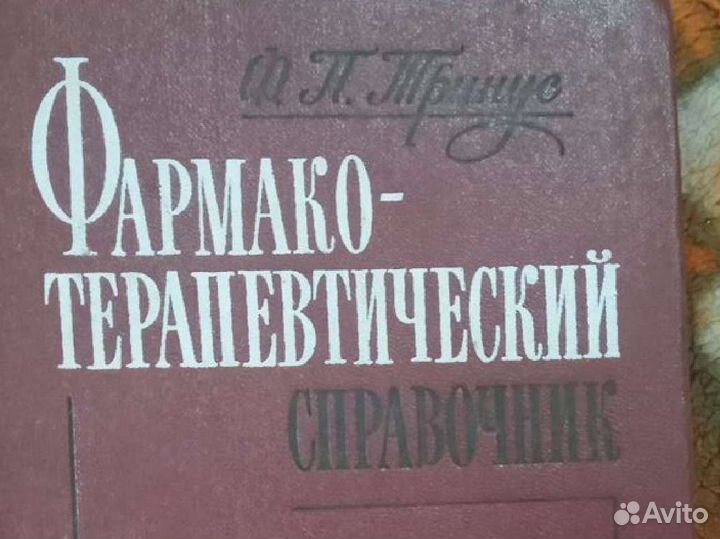 Ф. П. Тринус
ФАРМАКО-
ТЕРАПЕВТИЧЕСКИЙ
СПРАВОЧНИК
Avito